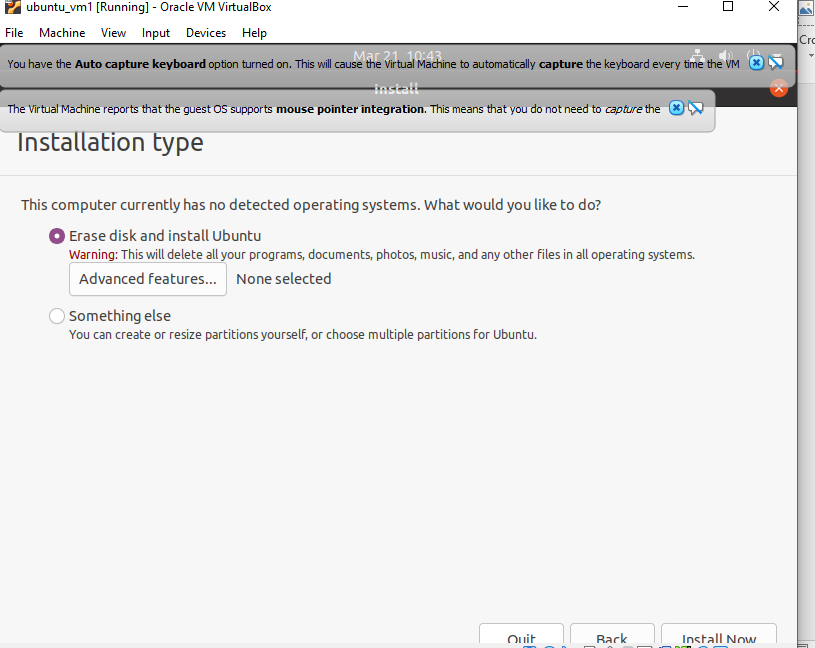 ubuntu_vm1 [Running] - Oracle VM VirtualBox
File Machine View Input Devices Help
Mar 21 10:43
You have the Auto capture keyboard option turned on. This will cause the Virtual Machine to automatically capture the keyboard every time the VM
Install
The Virtual Machine reports that the guest OS supports mouse pointer integration. This means that you do not need to capture the
Installation type
This computer currently has no detected operating systems. What would you like to do?
Erase disk and install Ubuntu
Warning: This will delete all your programs, documents, photos, music, and any other files in all operating systems.
Advanced features... None selected
Something else
You can create or resize partitions yourself, or choose multiple partitions for Ubuntu.
Quit Back Install Now